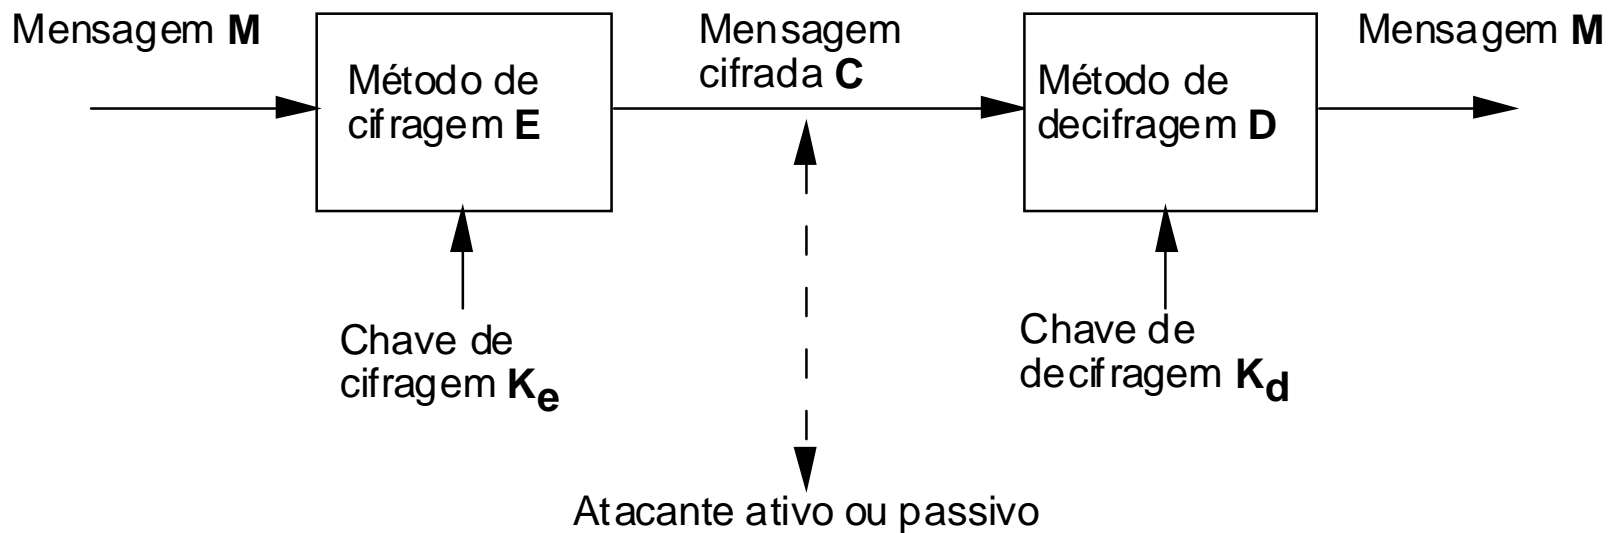 Mensagem M
Método de
cifragem E
Mensagem
cifrada C
Método de
decifragem D
Mensagem M
Chave de
cifragem Ke
Chave de
decifragem Kd
Atacante ativo ou passivo